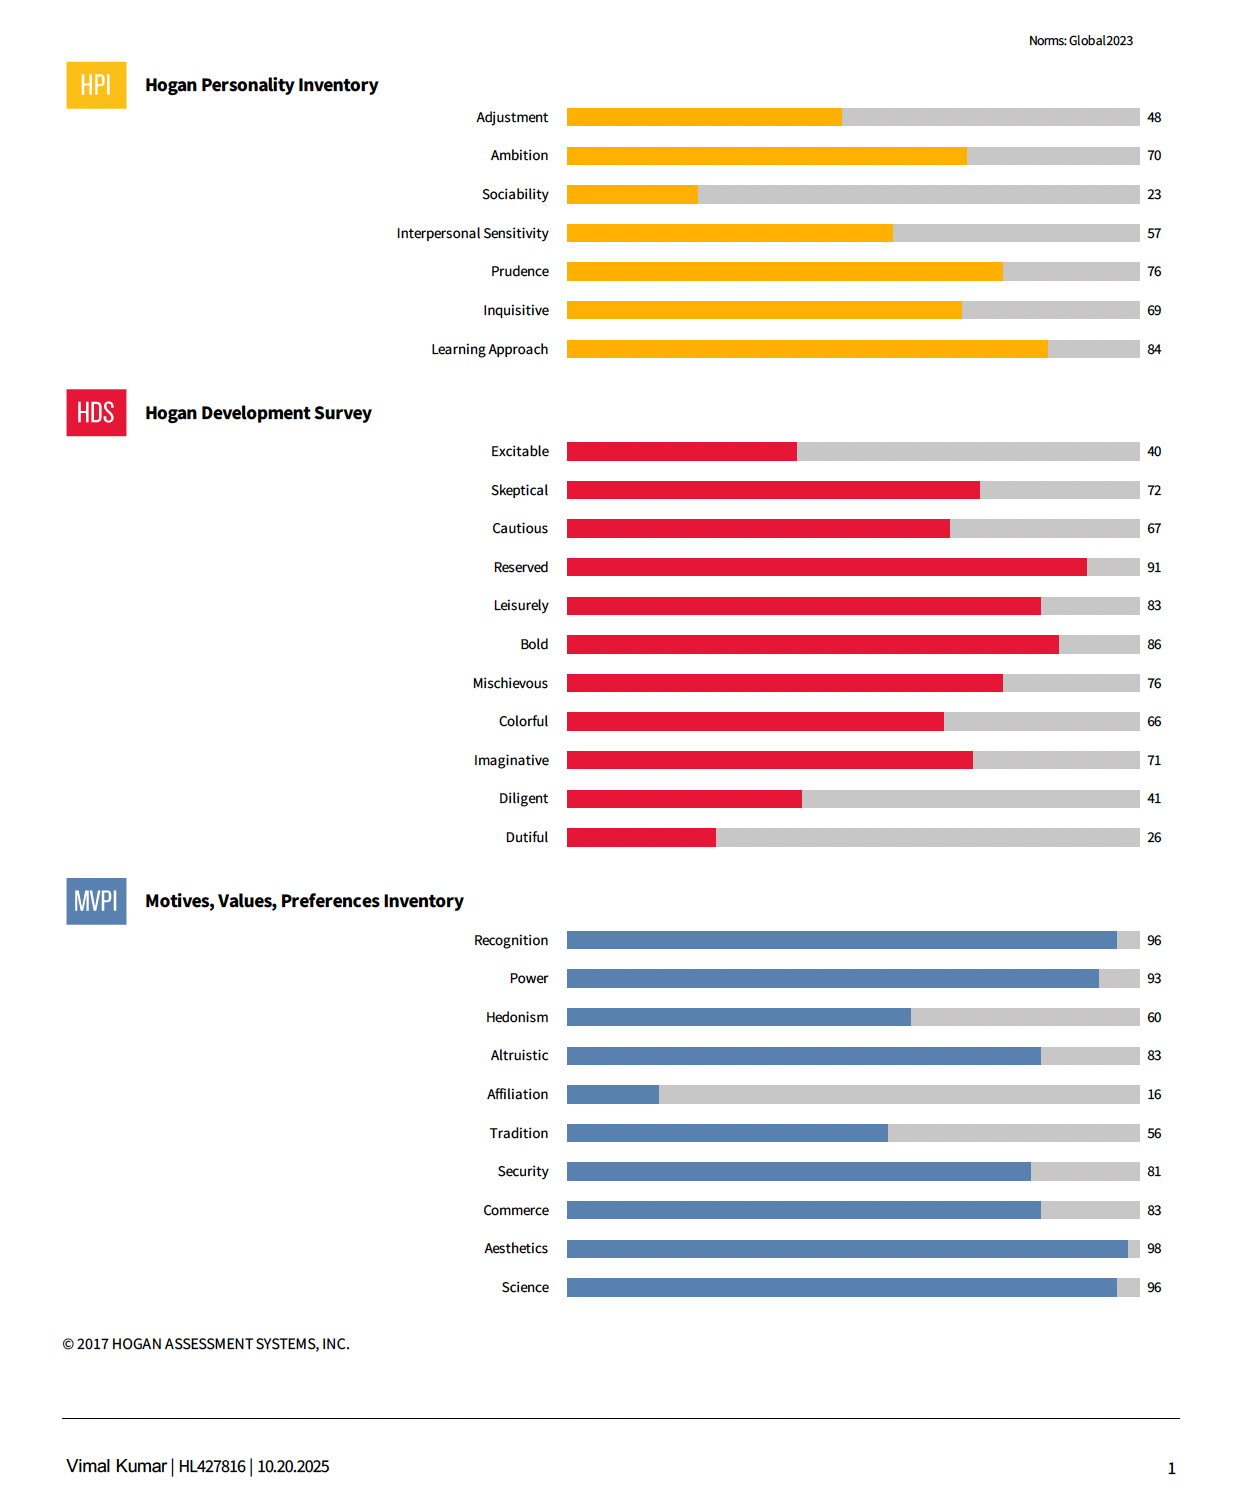 Norms: Global2023
HPI Hogan Personality Inventory
Adjustment 48
Ambition 70
Sociability 23
Interpersonal Sensitivity 57
Prudence 76
Inquisitive 69
Learning Approach 84
HDS Hogan Development Survey
Excitable 40
Skeptical 72
Cautious 67
Reserved 91
Leisurely 83
Bold 86
Mischievous 76
Colorful 66
Imaginative 71
Diligent 41
Dutiful 26
MVPI Motives, Values, Preferences Inventory
Recognition 96
Power 93
Hedonism 60
Altruistic 83
Affiliation 16
Tradition 56
Security 81
Commerce 83
Aesthetics 98
Science 96
© 2017 HOGAN ASSESSMENT SYSTEMS, INC.
Vimal Kumar | HL427816 | 10.20.2025 1